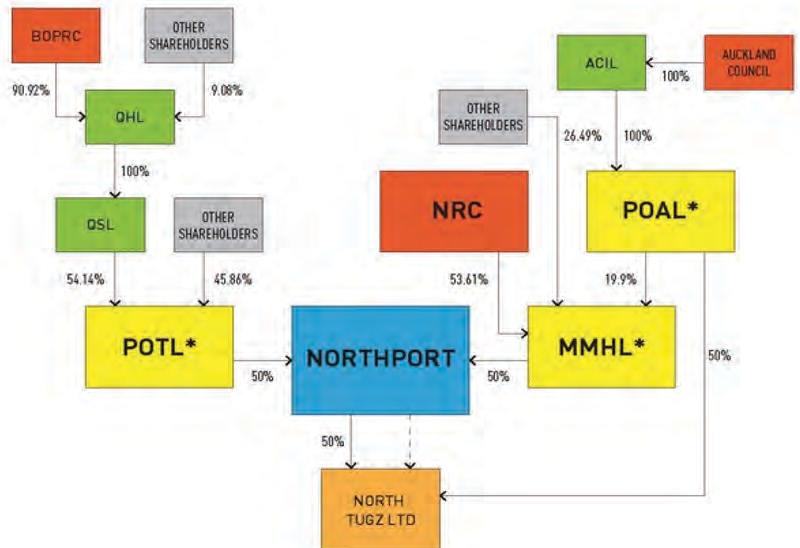 BOPRC
OTHER
SHAREHOLDERS
ACIL
AUCKLAND
COUNCIL
100%
90.92%
9.08%
QHL
OTHER
SHAREHOLDERS
26.49%
100%
100%
NRC
POAL*
QSL
OTHER
SHAREHOLDERS
54.14%
45.86%
53.61%
19.9%
POTL*
NORTHPORT
MMHL*
50%
50%
50%
50%
NORTH
TUGZ LTD